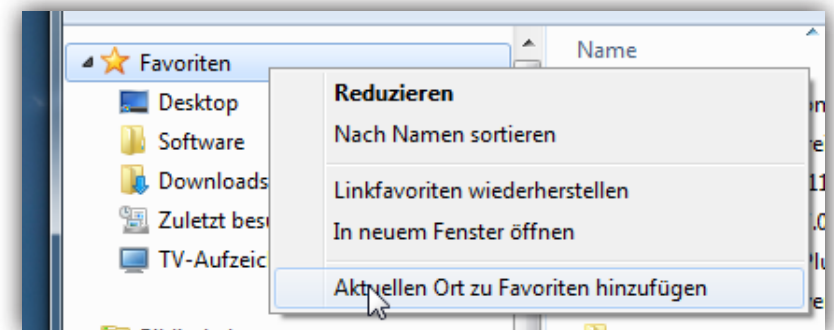 Name
Favoriten
Desktop
Software
Downloads
Zuletzt
TV-Aufzeic
Reduzieren
Nach Namen sortieren
Linkfavoriten wiederherstellen
In neuem Fenster öffnen
Aktuellen Ort zu Favoriten hinzufügen